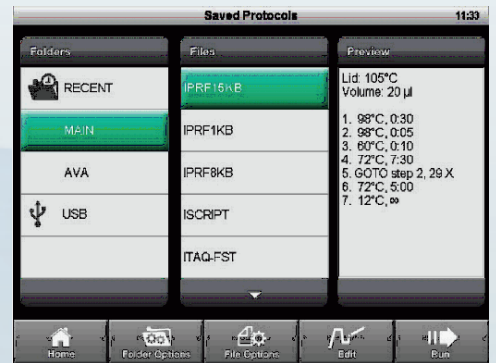 Saved Protocols 11:33
Folders
RECENT
MAIN
AVA
USB
Files
IPRF15KB
IPRF1KB
IPRF8KB
ISCRIPT
ITAQ-FST
Preview
Lid: 105°C
Volume: 20 µl
1. 98°C, 0:30
2. 98°C, 0:05
3. 60°C, 0:10
4. 72°C, 7:30
5. GOTO step 2, 29 X
6. 72°C, 5:00
7. 12°C, ∞
Home
Folder Options
File Options
Edit
Run